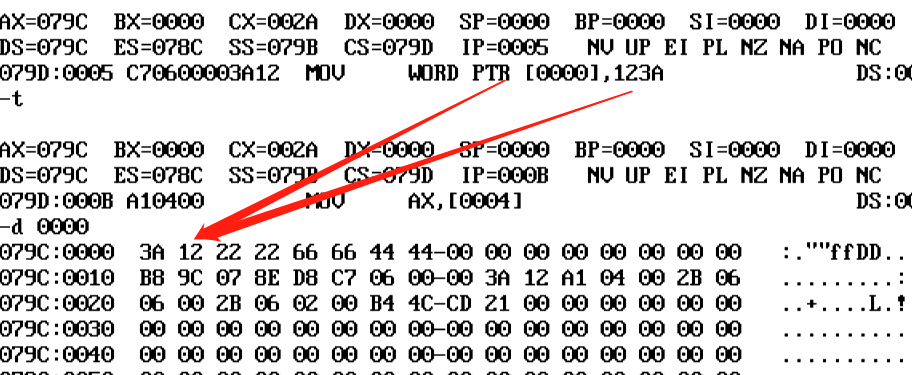 AX=079C BX=0000 CX=002A DX=0000 SP=0000 BP=0000 SI=0000 DI=0000
DS=079C ES=078C SS=079B CS=079D IP=0005 NV UP EI PL NZ NA PO NC
079D:0005 C70600003A12 MOV WORD PTR [0000],123A DS:00
-t
AX=079C BX=0000 CX=002A DX=0000 SP=0000 BP=0000 SI=0000 DI=0000
DS=079C ES=078C SS=079B CS=079D IP=000B NV UP EI PL NZ NA PO NC
079D:000B A10400 MOV AX,[0004] DS:00
-d 0000
079C:0000 3A 12 22 22 66 66 44 44-00 00 00 00 00 00 00 00 :.""ffDD..
079C:0010 B8 9C 07 8E D8 C7 06 00-00 3A 12 A1 04 00 2B 06 .........:
079C:0020 06 00 2B 06 02 00 B4 4C-CD 21 00 00 00 00 00 00 ..+....L.!
079C:0030 00 00 00 00 00 00 00 00-00 00 00 00 00 00 00 00 ..........
079C:0040 00 00 00 00 00 00 00 00-00 00 00 00 00 00 00 00 ..........